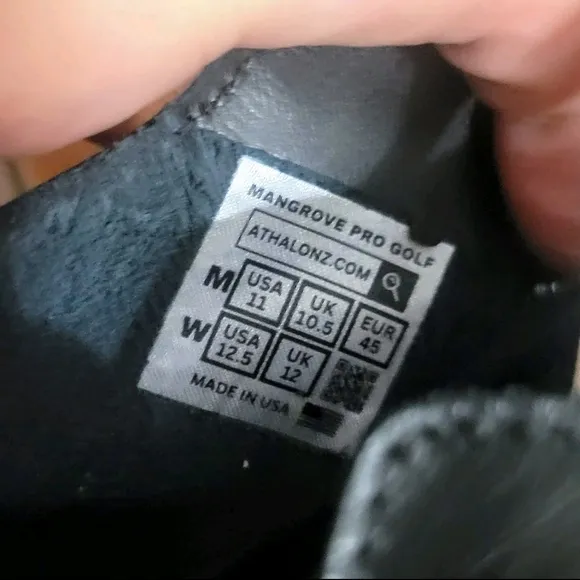 MANGROVE PRO GOLF
ATHALONZ.COM
M USA 11 UK 10.5 EUR 45
W USA 12.5 UK 12
MADE IN USA